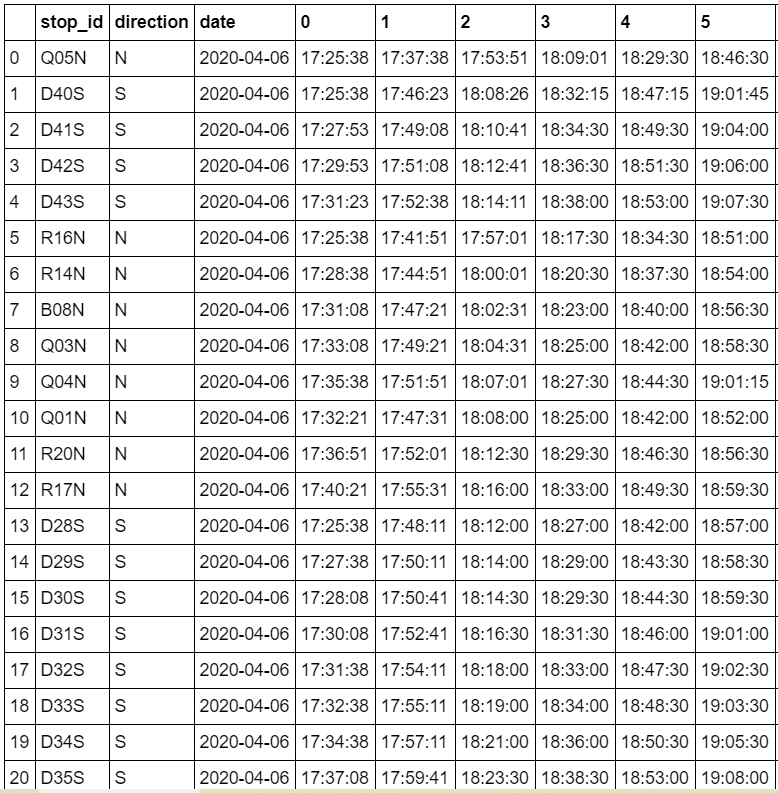 stop_id direction date 0 1 2 3 4 5
0 Q05N N 2020-04-06 17:25:38 17:37:38 17:53:51 18:09:01 18:29:30 18:46:30
1 D40S S 2020-04-06 17:25:38 17:46:23 18:08:26 18:32:15 18:47:15 19:01:45
2 D41S S 2020-04-06 17:27:53 17:49:08 18:10:41 18:34:30 18:49:30 19:04:00
3 D42S S 2020-04-06 17:29:53 17:51:08 18:12:41 18:36:30 18:51:30 19:06:00
4 D43S S 2020-04-06 17:31:23 17:52:38 18:14:11 18:38:00 18:53:00 19:07:30
5 R16N N 2020-04-06 17:25:38 17:41:51 17:57:01 18:17:30 18:34:30 18:51:00
6 R14N N 2020-04-06 17:28:38 17:44:51 18:00:01 18:20:30 18:37:30 18:54:00
7 B08N N 2020-04-06 17:31:08 17:47:21 18:02:31 18:23:00 18:40:00 18:56:30
8 Q03N N 2020-04-06 17:33:08 17:49:21 18:04:31 18:25:00 18:42:00 18:58:30
9 Q04N N 2020-04-06 17:35:38 17:51:51 18:07:01 18:27:30 18:44:30 19:01:15
10 Q01N N 2020-04-06 17:32:21 17:47:31 18:08:00 18:25:00 18:42:00 18:52:00
11 R20N N 2020-04-06 17:36:51 17:52:01 18:12:30 18:29:30 18:46:30 18:56:30
12 R17N N 2020-04-06 17:40:21 17:55:31 18:16:00 18:33:00 18:49:30 18:59:30
13 D28S S 2020-04-06 17:25:38 17:48:11 18:12:00 18:27:00 18:42:00 18:57:00
14 D29S S 2020-04-06 17:27:38 17:50:11 18:14:00 18:29:00 18:43:30 18:58:30
15 D30S S 2020-04-06 17:28:08 17:50:41 18:14:30 18:29:30 18:44:30 18:59:30
16 D31S S 2020-04-06 17:30:08 17:52:41 18:16:30 18:31:30 18:46:00 19:01:00
17 D32S S 2020-04-06 17:31:38 17:54:11 18:18:00 18:33:00 18:47:30 19:02:30
18 D33S S 2020-04-06 17:32:38 17:55:11 18:19:00 18:34:00 18:48:30 19:03:30
19 D34S S 2020-04-06 17:34:38 17:57:11 18:21:00 18:36:00 18:50:30 19:05:30
20 D35S S 2020-04-06 17:37:08 17:59:41 18:23:30 18:38:30 18:53:00 19:08:00